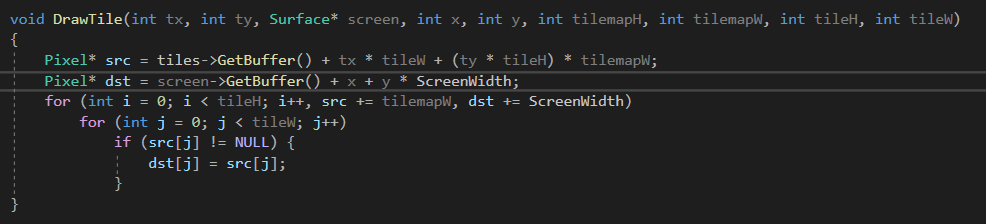 void DrawTile(int tx, int ty, Surface* screen, int x, int y, int tilemapH, int tilemapW, int tileH, int tileW)
{
    Pixel* src = tiles->GetBuffer() + tx * tileW + (ty * tileH) * tilemapW;
    Pixel* dst = screen->GetBuffer() + x + y * ScreenWidth;
    for (int i = 0; i < tileH; i++, src += tilemapW, dst += ScreenWidth)
        for (int j = 0; j < tileW; j++)
            if (src[j] != NULL) {
                dst[j] = src[j];
            }
}